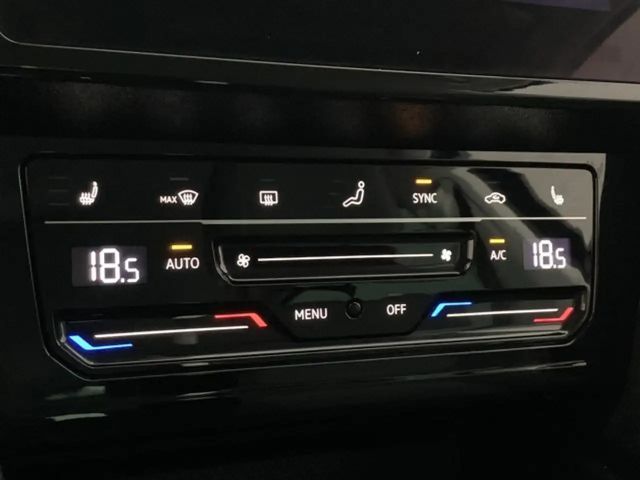 MAX SYNC
18.5 AUTO A/C 18.5
MENU OFF